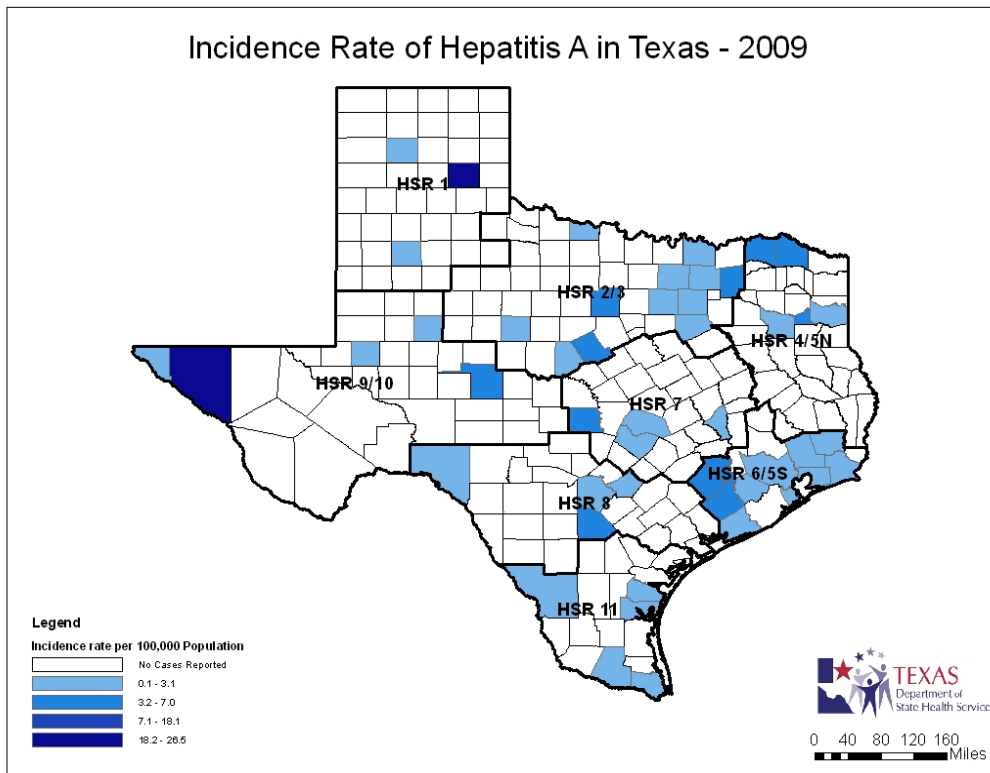 Incidence Rate of Hepatitis A in Texas - 2009
HSR 1
HSR 2/3
HSR 4/5N
HSR 9/10
HSR 7
HSR 6/5S
HSR 8
HSR 11
Legend
Incidence rate per 100,000 Population
No Cases Reported
0.1 - 3.1
3.2 - 7.0
7.1 - 18.1
18.2 - 26.5
TEXAS
Department of
State Health Services
0 40 80 120 160
Miles